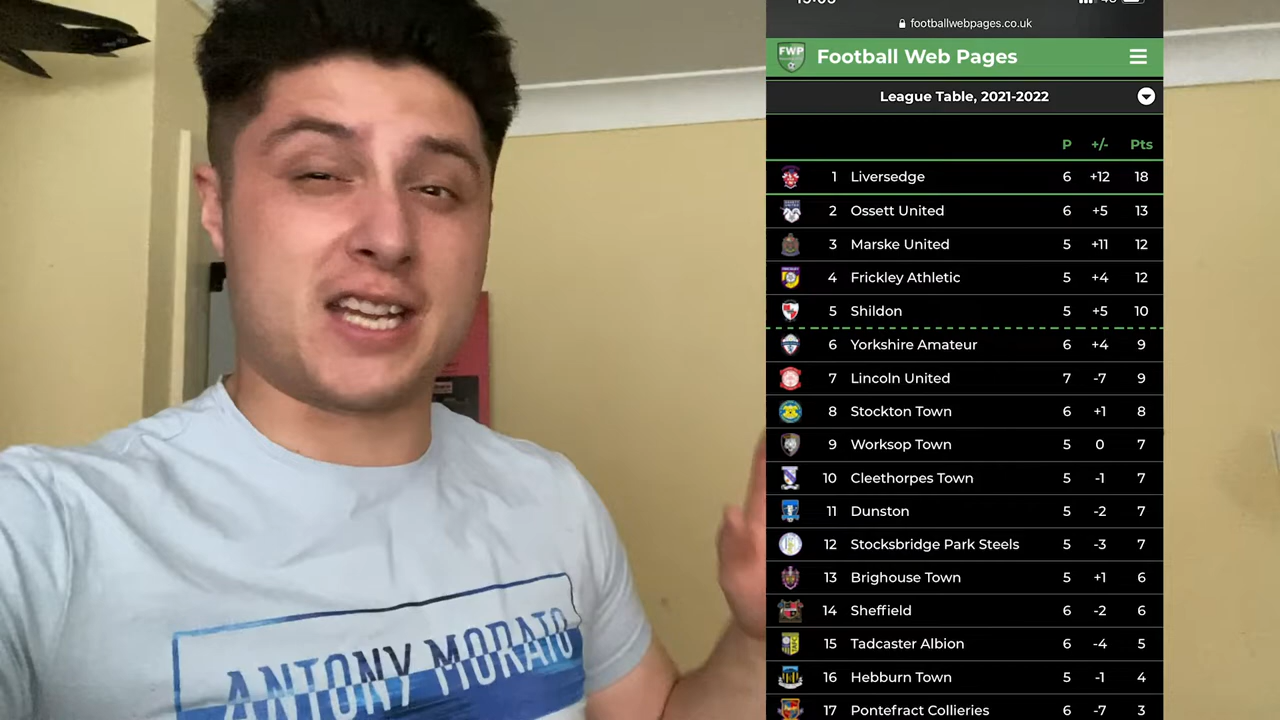 footballwebpages.co.uk
FWP
Football Web Pages
League Table, 2021-2022
P +/- Pts
1 Liversedge 6 +12 18
2 Ossett United 6 +5 13
3 Marske United 5 +11 12
4 Frickley Athletic 5 +4 12
5 Shildon 5 +5 10
6 Yorkshire Amateur 6 +4 9
7 Lincoln United 7 -7 9
8 Stockton Town 6 +1 8
9 Worksop Town 5 0 7
10 Cleethorpes Town 5 -1 7
11 Dunston 5 -2 7
12 Stocksbridge Park Steels 5 -3 7
13 Brighouse Town 5 +1 6
14 Sheffield 6 -2 6
15 Tadcaster Albion 6 -4 5
16 Hebburn Town 5 -1 4
17 Pontefract Collieries 6 -7 3
ANTONY MORATO